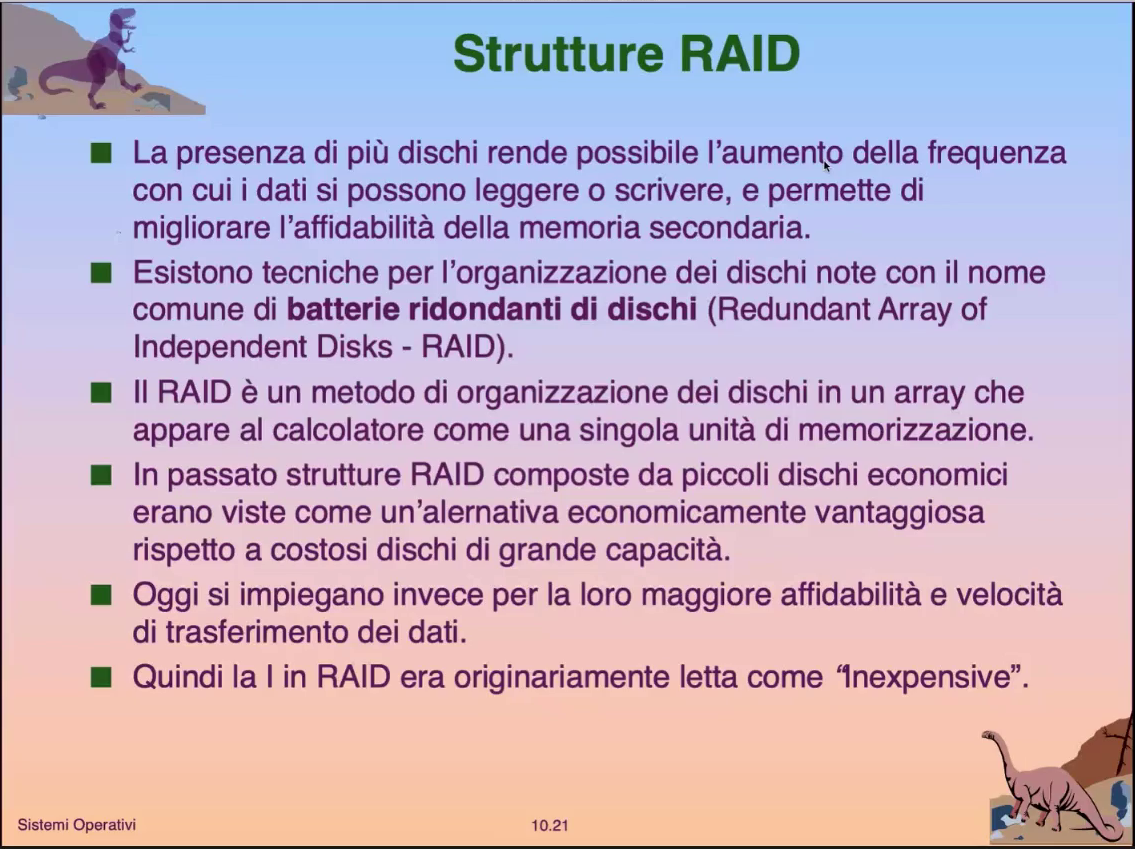 Strutture RAID
La presenza di più dischi rende possibile l’aumento della frequenza
con cui i dati si possono leggere o scrivere, e permette di
migliorare l’affidabilità della memoria secondaria.
Esistono tecniche per l’organizzazione dei dischi note con il nome
comune di batterie ridondanti di dischi (Redundant Array of
Independent Disks - RAID).
Il RAID è un metodo di organizzazione dei dischi in un array che
appare al calcolatore come una singola unità di memorizzazione.
In passato strutture RAID composte da piccoli dischi economici
erano viste come un’alernativa economicamente vantaggiosa
rispetto a costosi dischi di grande capacità.
Oggi si impiegano invece per la loro maggiore affidabilità e velocità
di trasferimento dei dati.
Quindi la I in RAID era originariamente letta come “Inexpensive”.
Sistemi Operativi
10.21